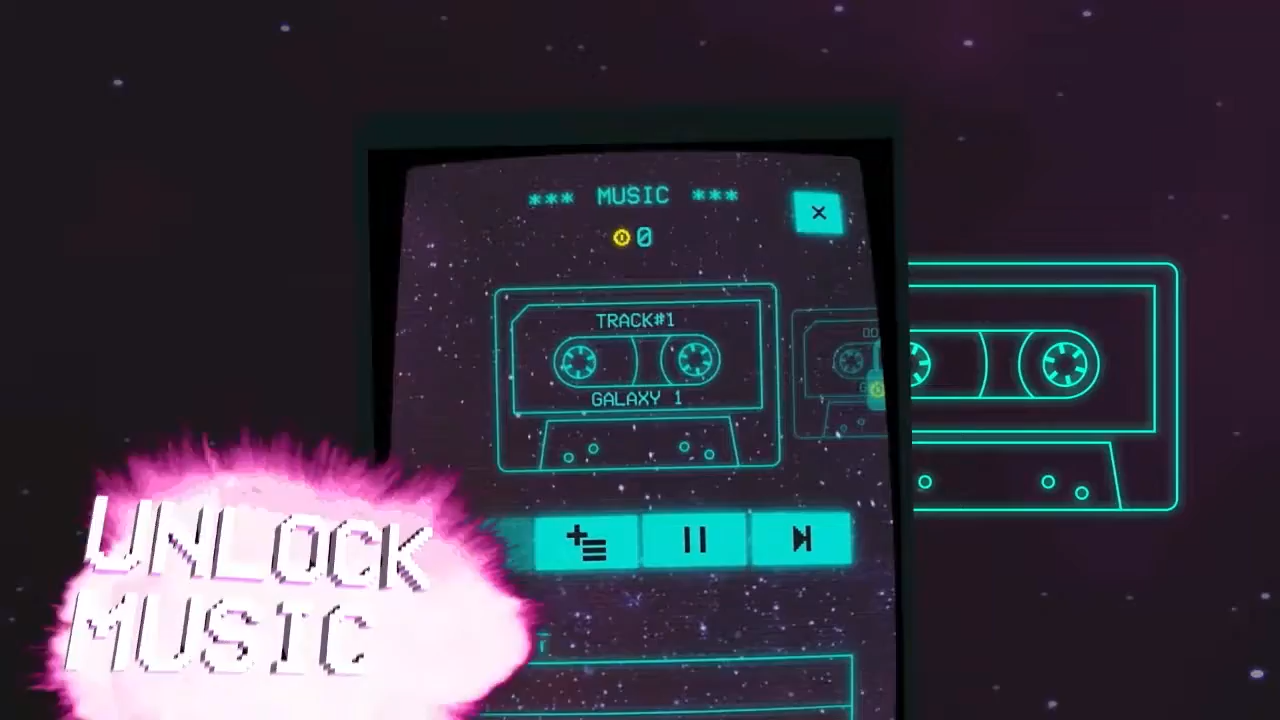 *** MUSIC ***
0
×
TRACK#1
GALAXY 1
UNLOCK
MUSIC